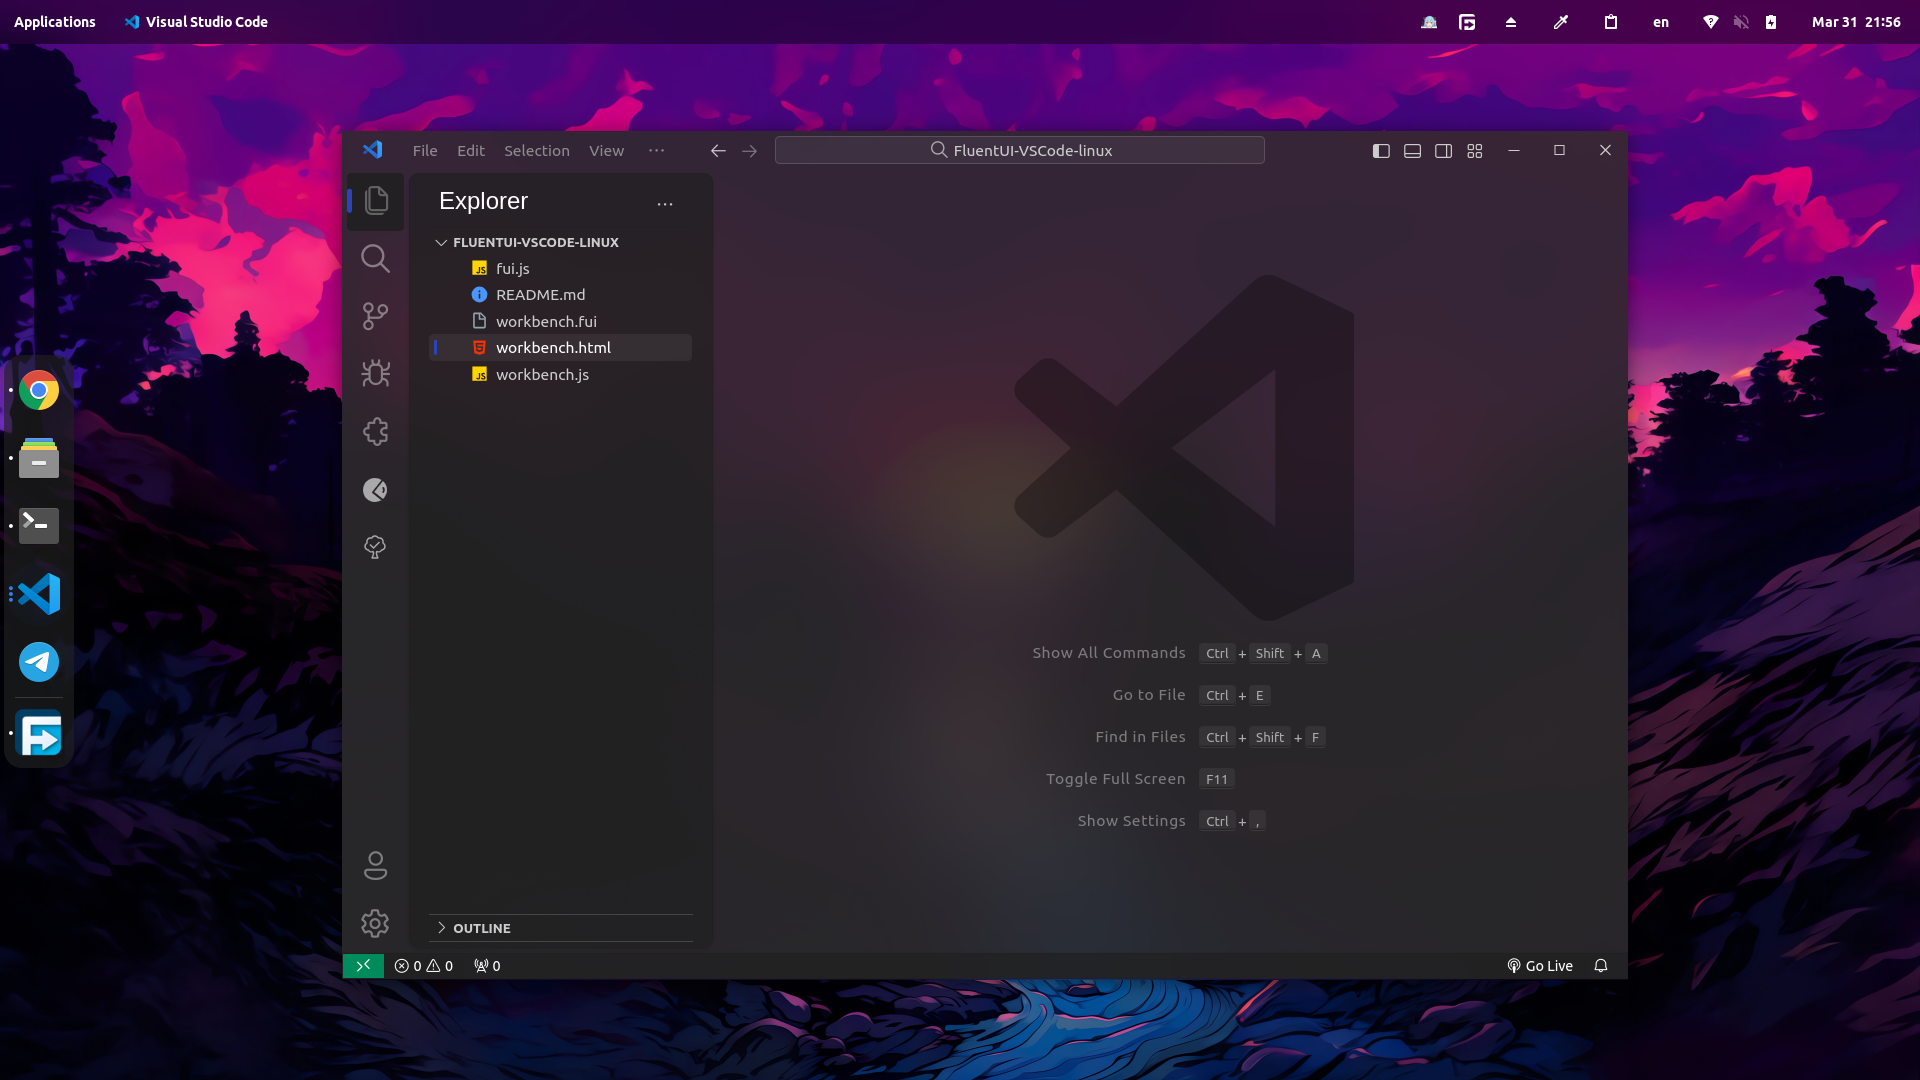 Applications Visual Studio Code en Mar 31 21:56
File Edit Selection View ··· FluentUI-VSCode-linux
Explorer ···
FLUENTUI-VSCODE-LINUX
JS fui.js
README.md
workbench.fui
workbench.html
JS workbench.js
Show All Commands Ctrl + Shift + A
Go to File Ctrl + E
Find in Files Ctrl + Shift + F
Toggle Full Screen F11
Show Settings Ctrl + ,
OUTLINE
0 0 0 Go Live